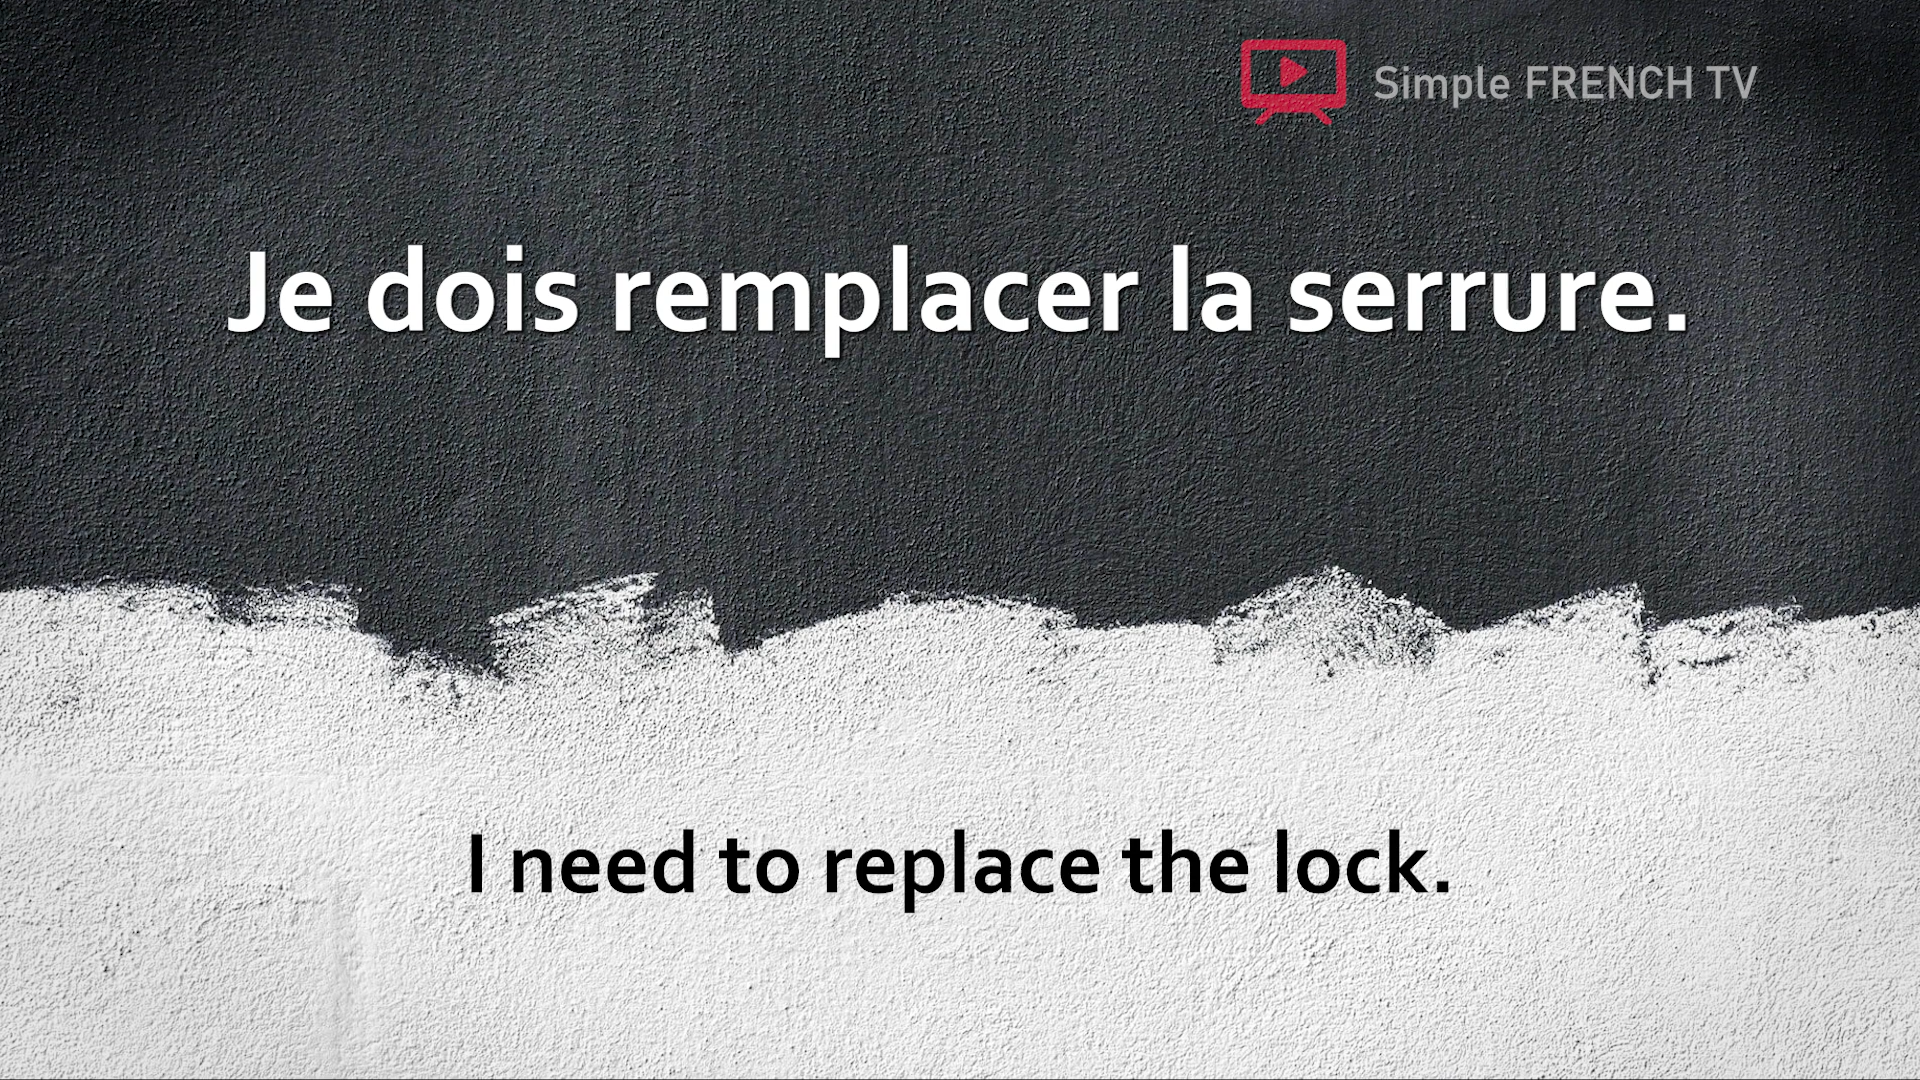 Simple FRENCH TV
Je dois remplacer la serrure.
I need to replace the lock.